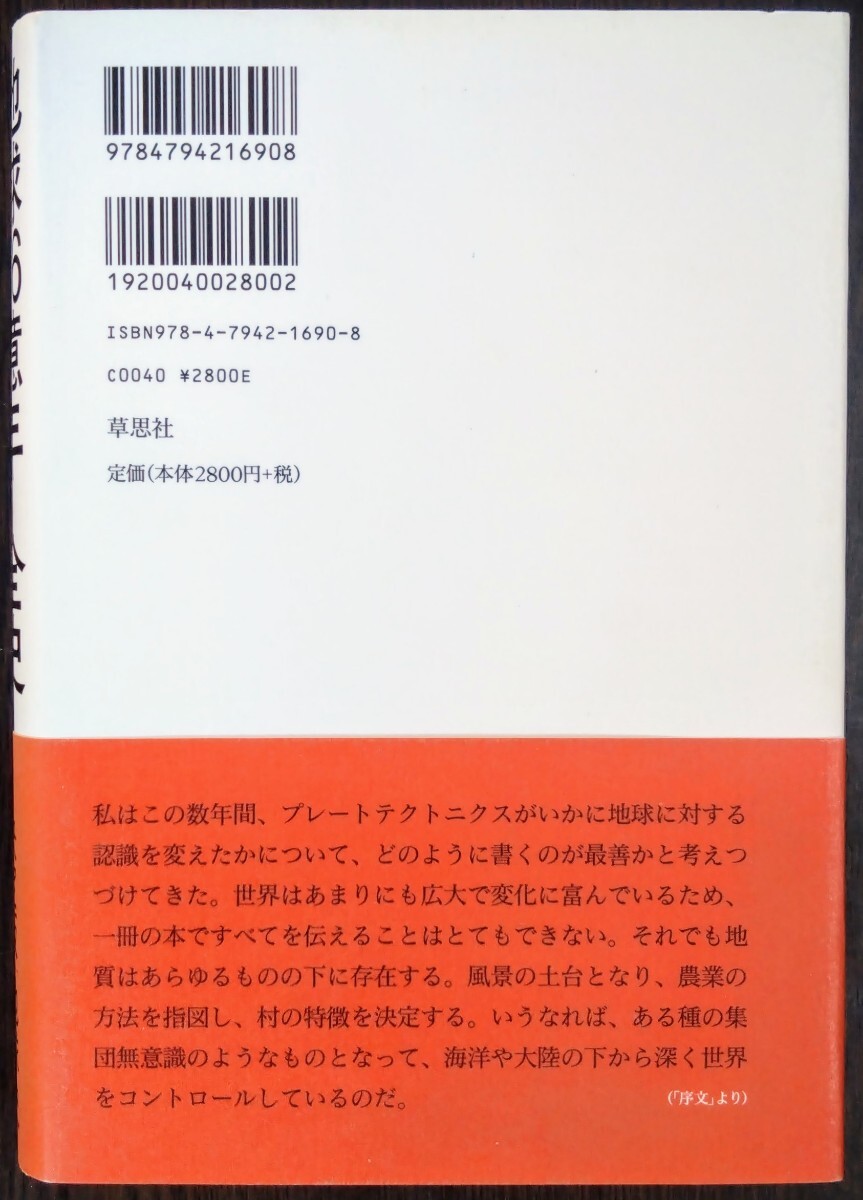 9784794216908
1920040028002
ISBN978-4-7942-1690-8
C0040 ¥2800E
草思社
定価(本体2800円+税)
私はこの数年間、プレートテクトニクスがいかに地球に対する
認識を変えたかについて、どのように書くのが最善かと考えつ
づけてきた。世界はあまりにも広大で変化に富んでいるため、
一冊の本ですべてを伝えることはとてもできない。それでも地
質はあらゆるものの下に存在する。風景の土台となり、農業の
方法を指図し、村の特徴を決定する。いうなれば、ある種の集
団無意識のようなものとなって、海洋や大陸の下から深く世界
をコントロールしているのだ。
(「序文」より)